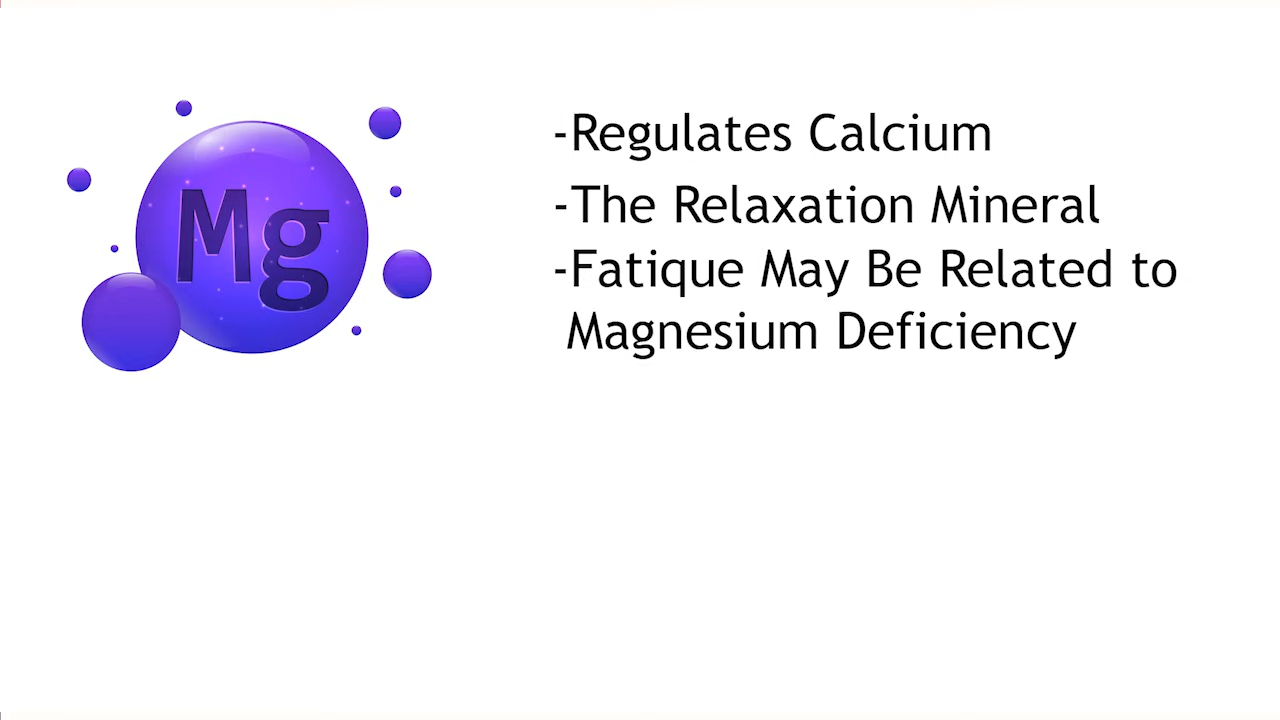 Mg
-Regulates Calcium
-The Relaxation Mineral
-Fatique May Be Related to
Magnesium Deficiency